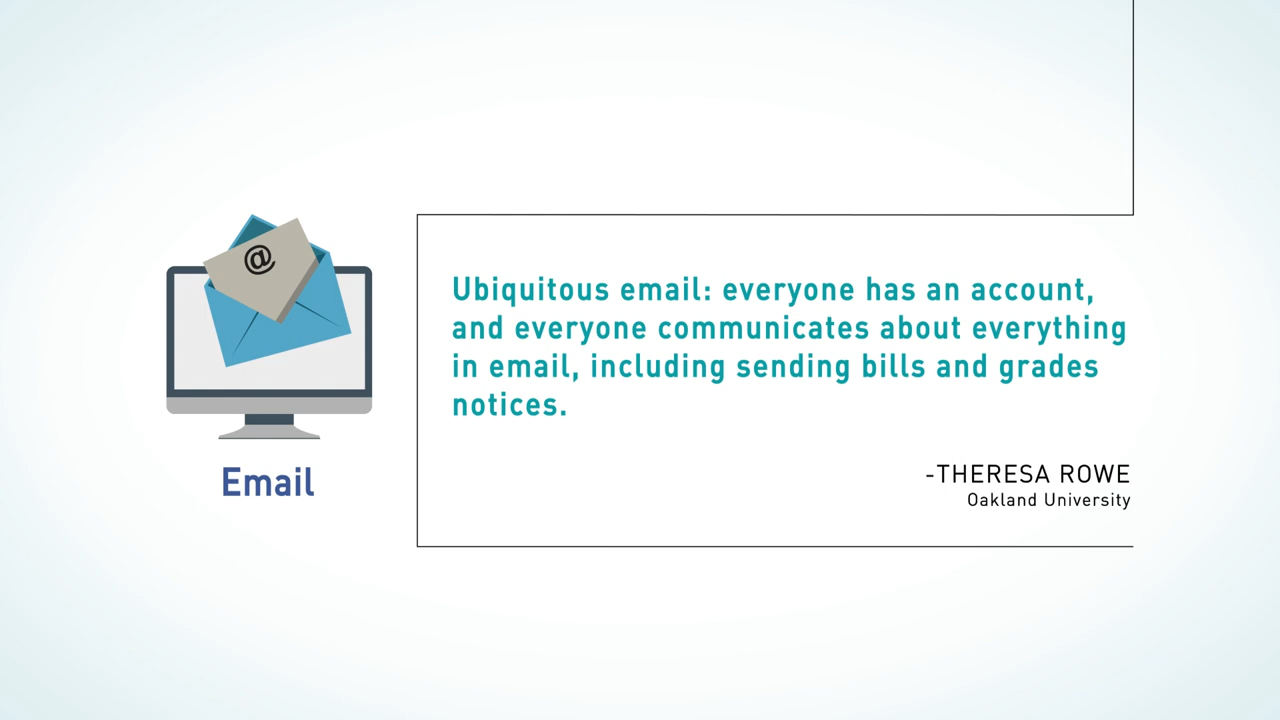 @
Email
Ubiquitous email: everyone has an account,
and everyone communicates about everything
in email, including sending bills and grades
notices.
-THERESA ROWE
Oakland University